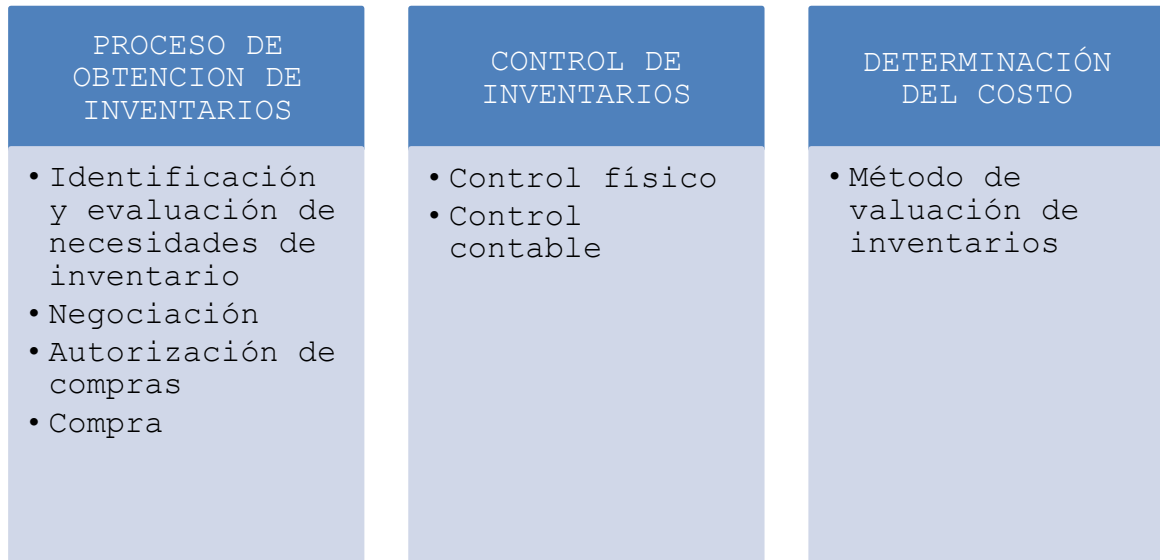 PROCESO DE
OBTENCION DE
INVENTARIOS
• Identificación
y evaluación de
necesidades de
inventario
• Negociación
• Autorización de
compras
• Compra
CONTROL DE
INVENTARIOS
• Control físico
• Control
contable
DETERMINACIÓN
DEL COSTO
• Método de
valuación de
inventarios